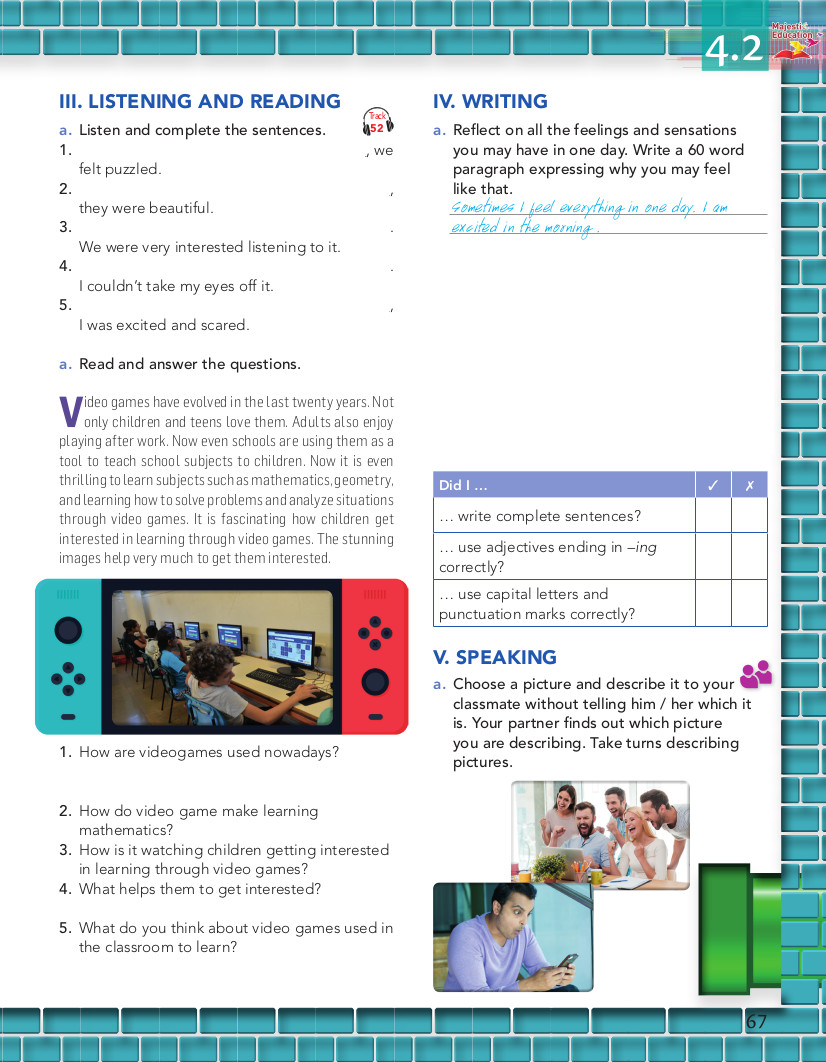 4.2
Majestic Education
III. LISTENING AND READING
a. Listen and complete the sentences.
Track
52
1. , we
felt puzzled.
2. ,
they were beautiful.
3. .
We were very interested listening to it.
4. .
I couldn't take my eyes off it.
5. ,
I was excited and scared.
a. Read and answer the questions.
Video games have evolved in the last twenty years. Not
only children and teens love them. Adults also enjoy
playing after work. Now even schools are using them as a
tool to teach school subjects to children. Now it is even
thrilling to learn subjects such as mathematics, geometry,
and learning how to solve problems and analyze situations
through video games. It is fascinating how children get
interested in learning through video games. The stunning
images help very much to get them interested.
1. How are videogames used nowadays?
2. How do video game make learning
mathematics?
3. How is it watching children getting interested
in learning through video games?
4. What helps them to get interested?
5. What do you think about video games used in
the classroom to learn?
IV. WRITING
a. Reflect on all the feelings and sensations
you may have in one day. Write a 60 word
paragraph expressing why you may feel
like that.
Sometimes I feel everything in one day. I am
excited in the morning .
Did I ... ✓ ✗
... write complete sentences?
... use adjectives ending in –ing
correctly?
... use capital letters and
punctuation marks correctly?
V. SPEAKING
a. Choose a picture and describe it to your
classmate without telling him / her which it
is. Your partner finds out which picture
you are describing. Take turns describing
pictures.
67